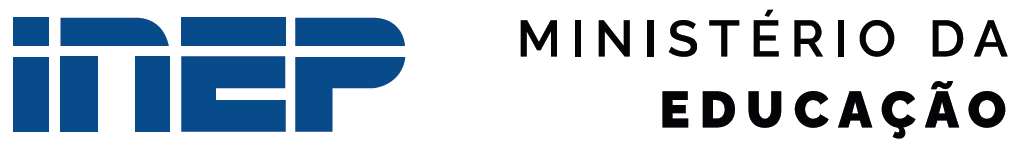 inEP
MINISTÉRIO DA
EDUCAÇÃO